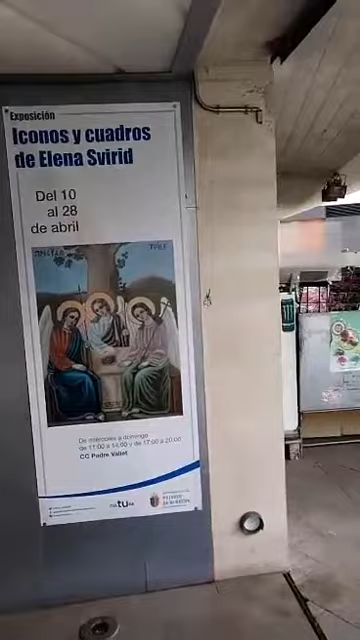 Exposición
Iconos y cuadros
de Elena Svirid
Del 10
al 28
de abril
De miércoles a domingo
de 11:00 a 14:00 y de 17:00 a 20:00
CC Padre Vallet